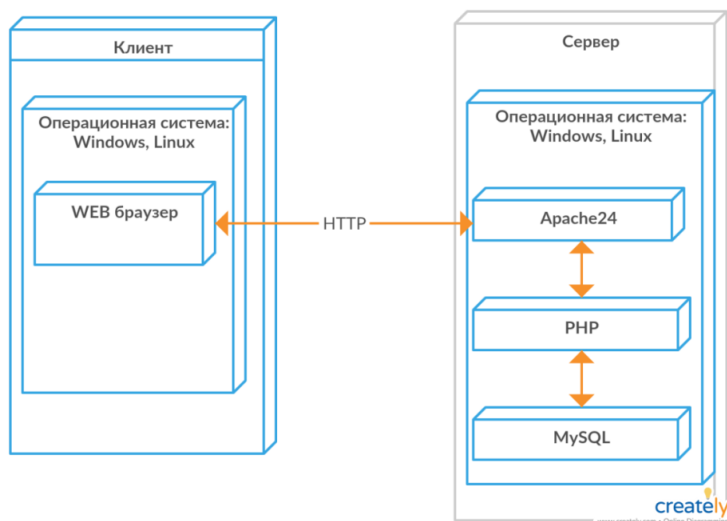 Клиент
Операционная система:
Windows, Linux
WEB браузер
HTTP
Сервер
Операционная система:
Windows, Linux
Apache24
PHP
MySQL
creately